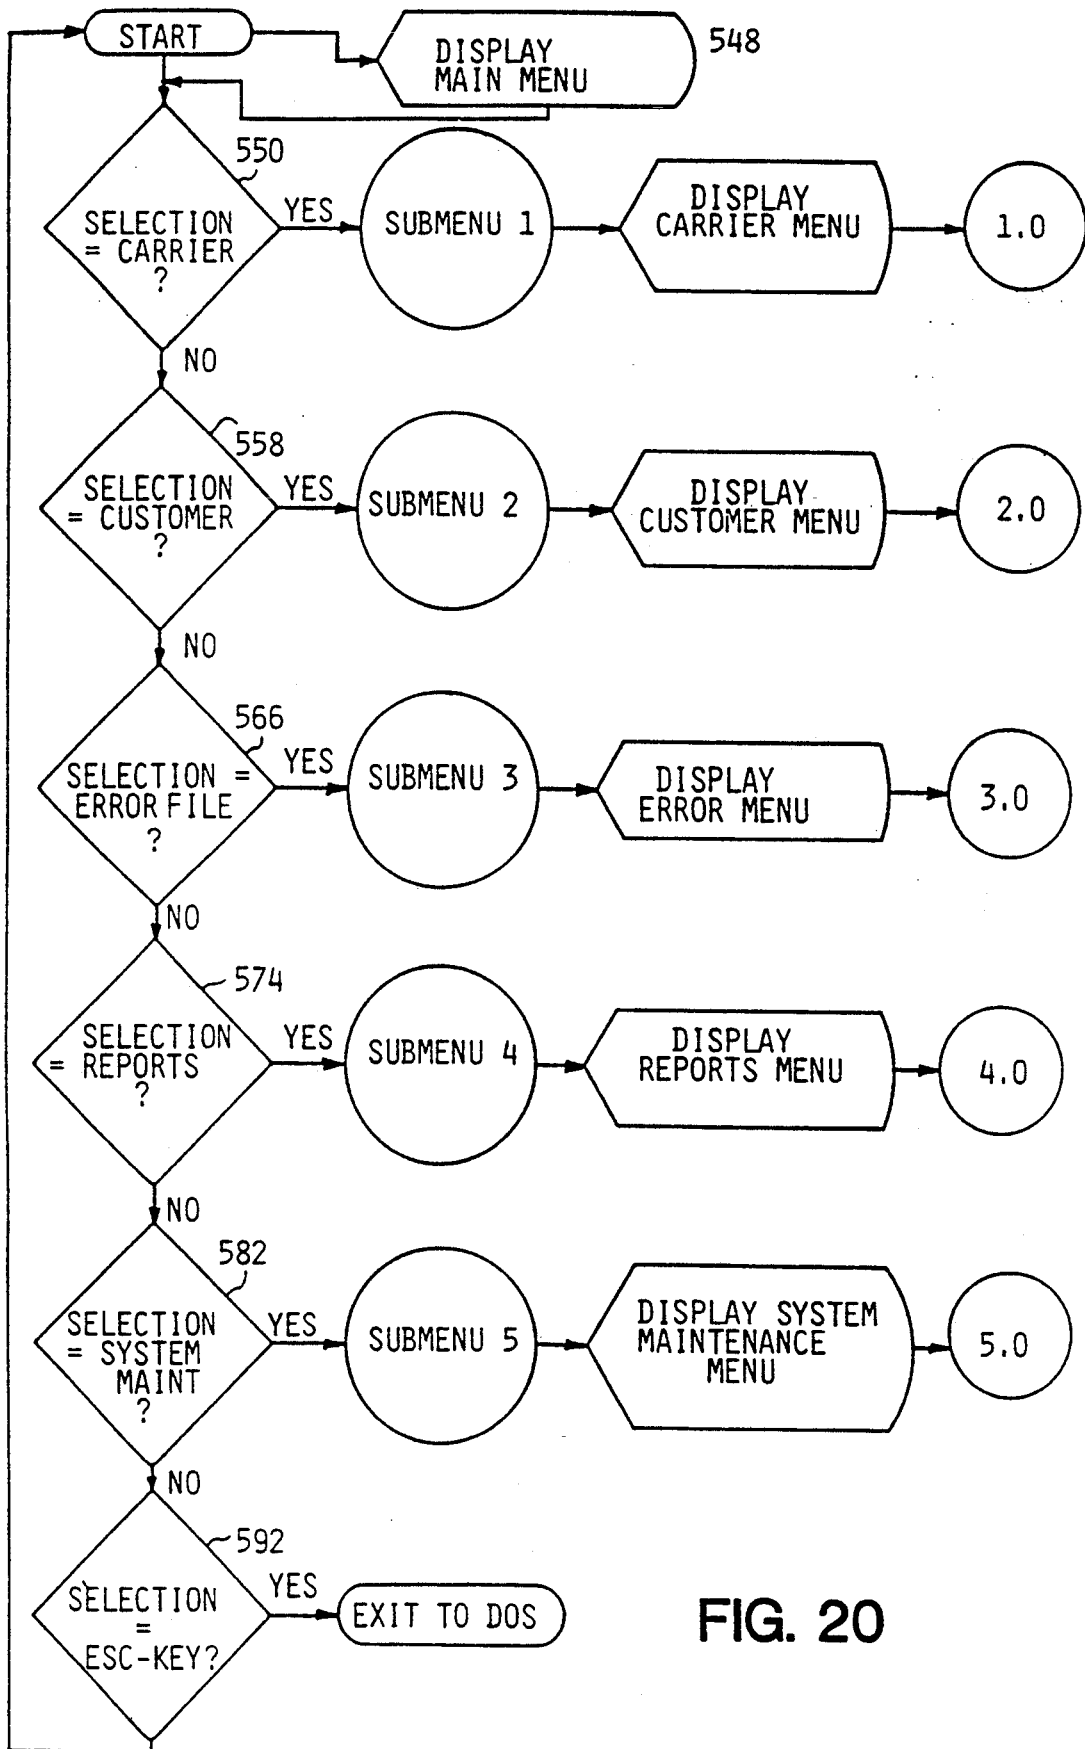 START
DISPLAY
MAIN MENU
548
550
SELECTION
= CARRIER
?
YES
SUBMENU 1
DISPLAY
CARRIER MENU
1.0
NO
558
SELECTION
= CUSTOMER
?
YES
SUBMENU 2
DISPLAY
CUSTOMER MENU
2.0
NO
566
SELECTION =
ERROR FILE
?
YES
SUBMENU 3
DISPLAY
ERROR MENU
3.0
NO
574
SELECTION
= REPORTS
?
YES
SUBMENU 4
DISPLAY
REPORTS MENU
4.0
NO
582
SELECTION
= SYSTEM
MAINT
?
YES
SUBMENU 5
DISPLAY SYSTEM
MAINTENANCE
MENU
5.0
NO
592
SELECTION
=
ESC-KEY?
YES
EXIT TO DOS
FIG. 20